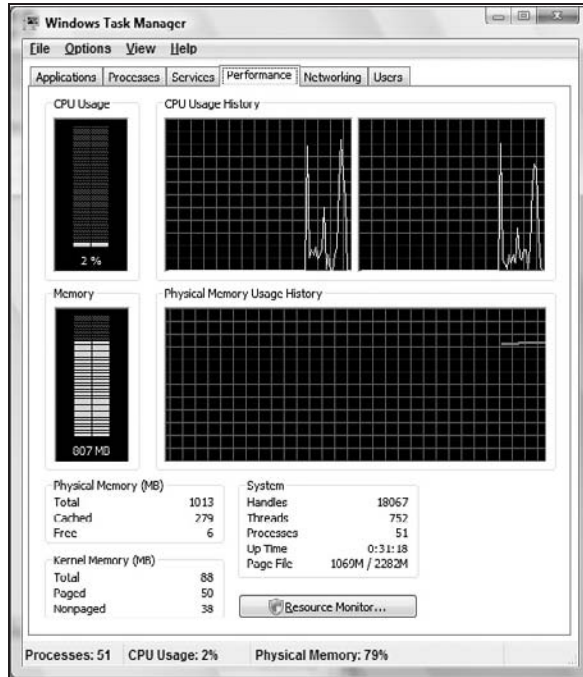 Windows Task Manager
File Options View Help
Applications Processes Services Performance Networking Users
CPU Usage
CPU Usage History
2 %
Memory
Physical Memory Usage History
807 MB
Physical Memory (MB)
Total 1013
Cached 279
Free 6
Kernel Memory (MB)
Total 88
Paged 50
Nonpaged 38
System
Handles 18067
Threads 752
Processes 51
Up Time 0:31:18
Page File 1069M / 2282M
Resource Monitor...
Processes: 51 CPU Usage: 2% Physical Memory: 79%